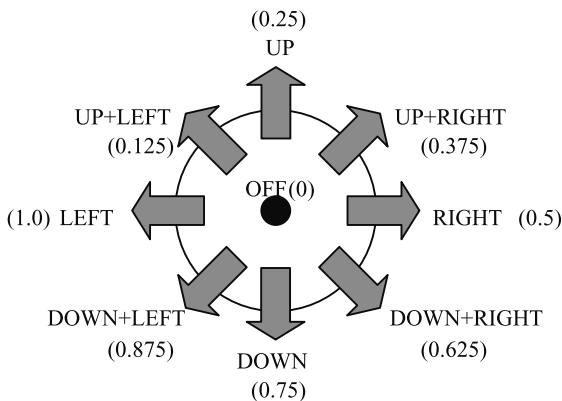 (0.25)
UP
UP+LEFT
(0.125)
UP+RIGHT
(0.375)
OFF(0)
(1.0) LEFT
RIGHT (0.5)
DOWN+LEFT
(0.875)
DOWN+RIGHT
(0.625)
DOWN
(0.75)